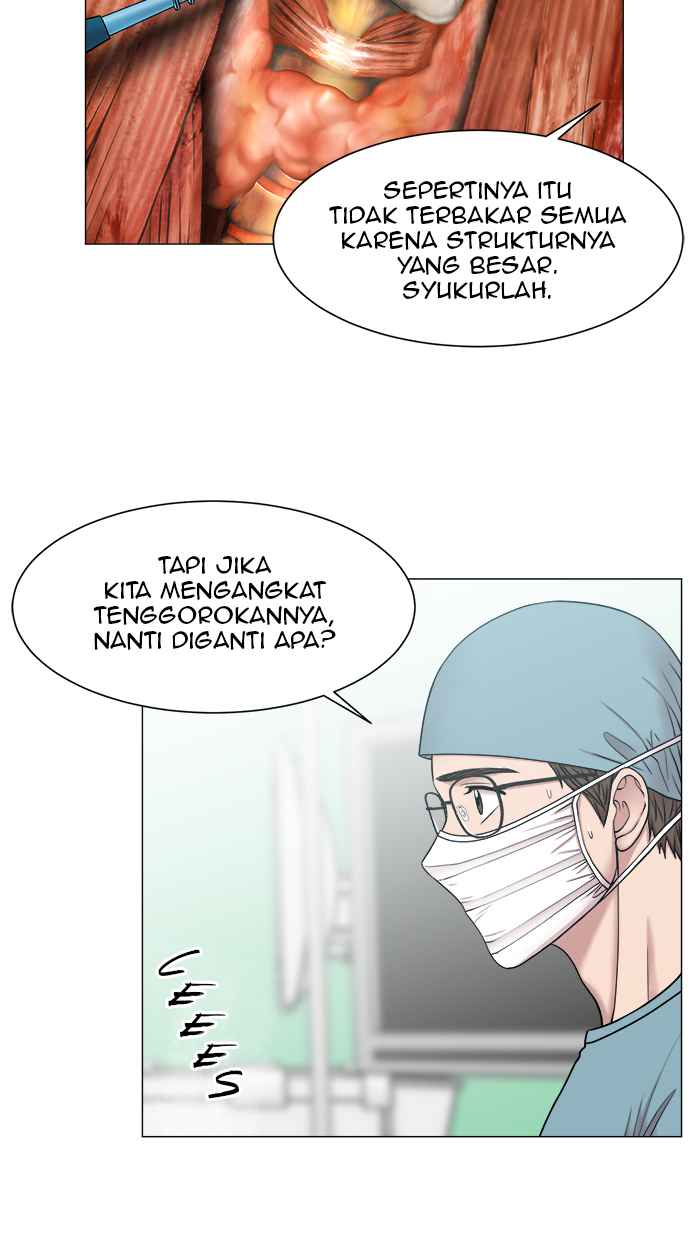 SEPERTINYA ITU
TIDAK TERBAKAR SEMUA
KARENA STRUKTURNYA
YANG BESAR.
SYUKURLAH.
TAPI JIKA
KITA MENGANGKAT
TENGGOROKANNYA,
NANTI DIGANTI APA?
CEEES